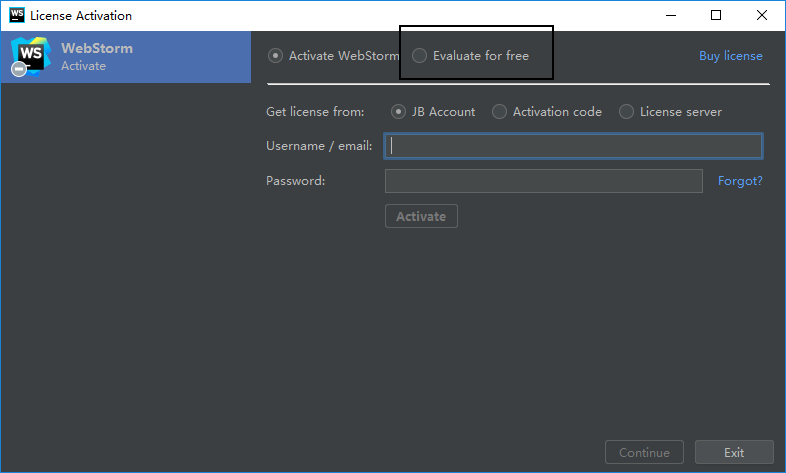 WS License Activation
WS WebStorm
Activate
Activate WebStorm Evaluate for free Buy license
Get license from: JB Account Activation code License server
Username / email:
Password: Forgot?
Activate
Continue Exit